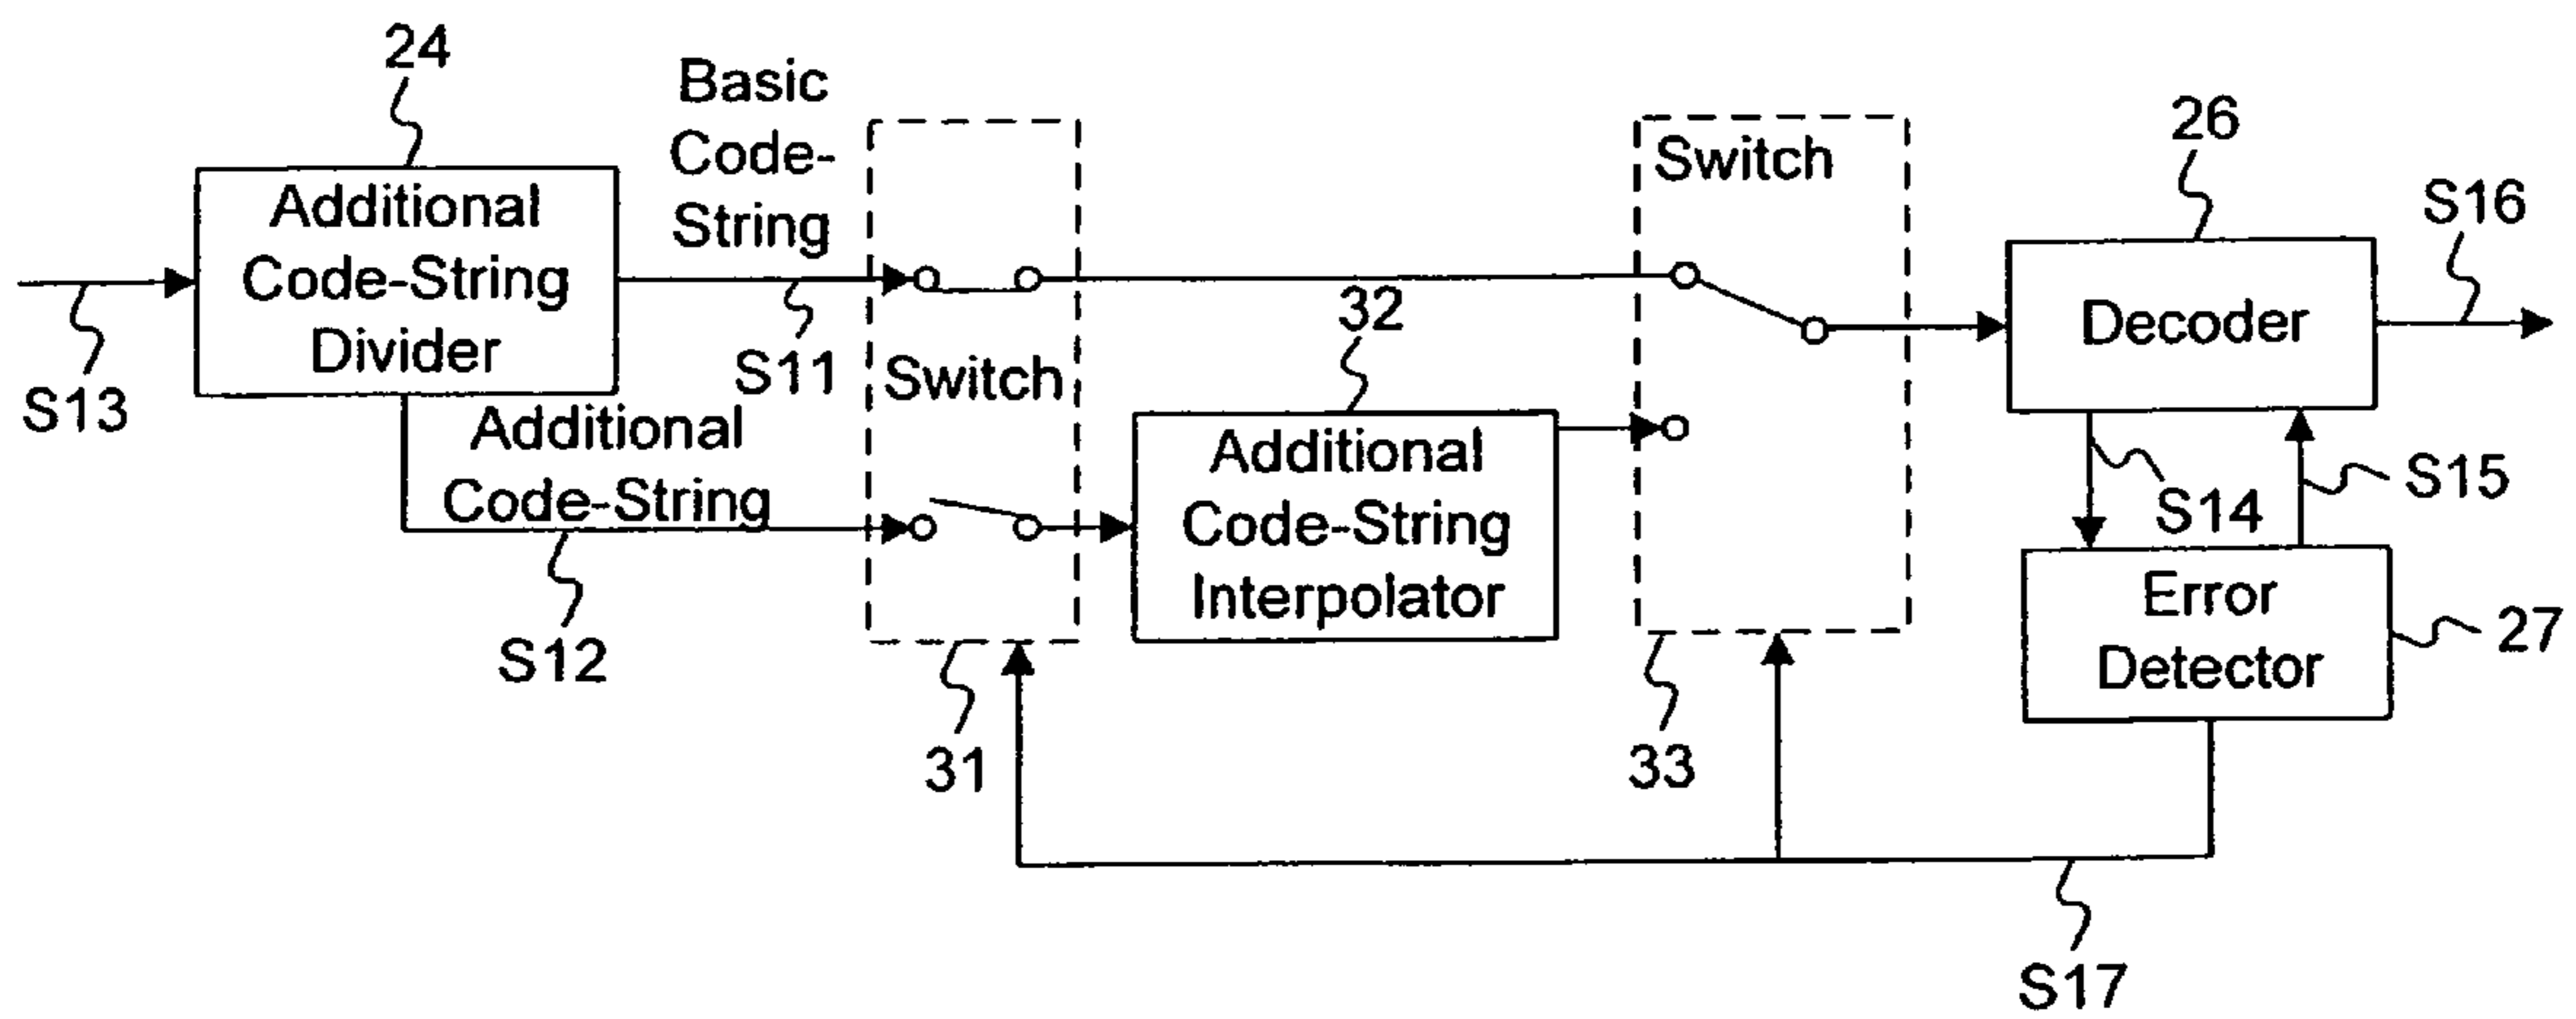 24
Basic
Code-
String
Additional
Code-String
Divider
S13
S11
Additional
Code-String
S12
Switch
31
32
Additional
Code-String
Interpolator
Switch
33
26
Decoder
S16
S14
S15
Error
Detector
27
S17